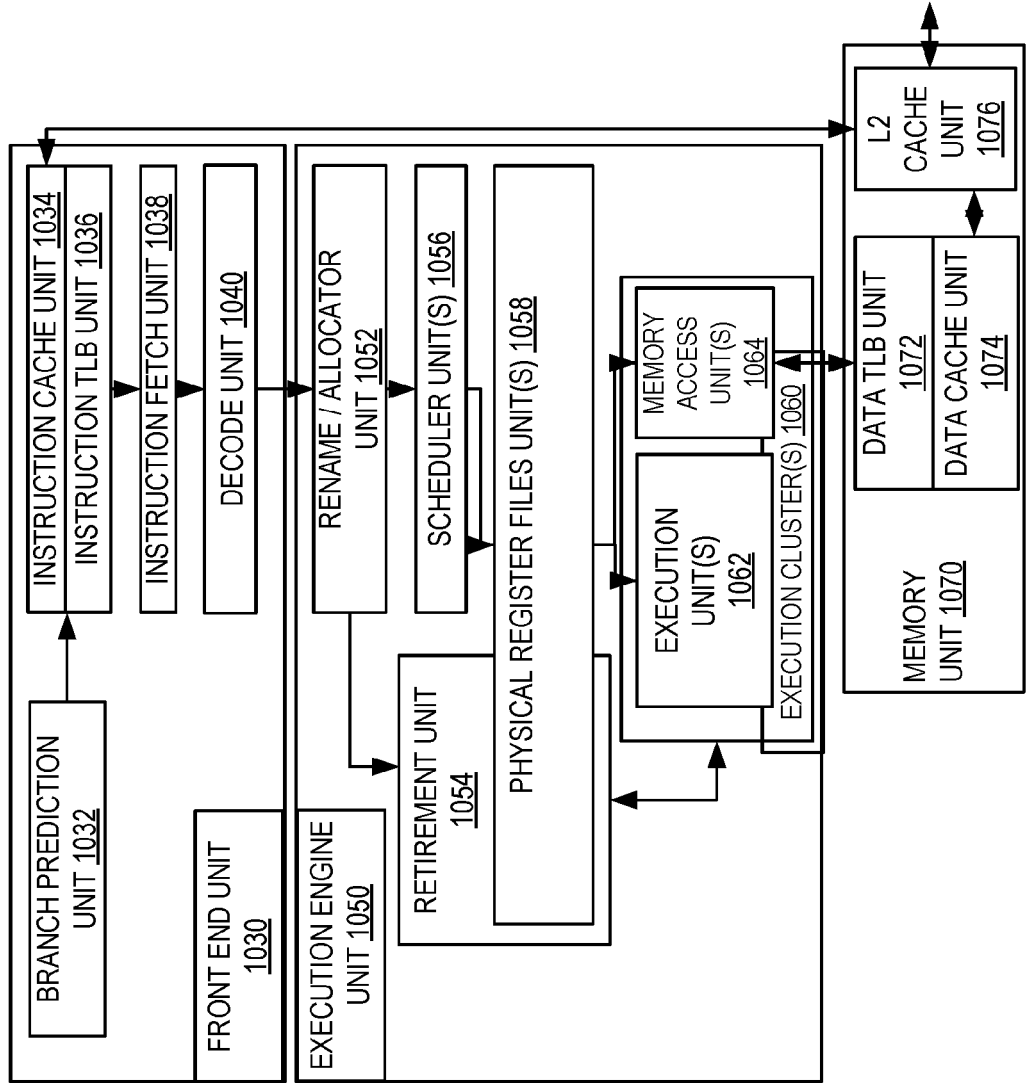 BRANCH PREDICTION
UNIT 1032
INSTRUCTION CACHE UNIT 1034
INSTRUCTION TLB UNIT 1036
INSTRUCTION FETCH UNIT 1038
DECODE UNIT 1040
FRONT END UNIT
1030
EXECUTION ENGINE
UNIT 1050
RENAME / ALLOCATOR
UNIT 1052
RETIREMENT UNIT
1054
SCHEDULER UNIT(S) 1056
PHYSICAL REGISTER FILES UNIT(S) 1058
EXECUTION
UNIT(S)
1062
MEMORY
ACCESS
UNIT(S)
1064
EXECUTION CLUSTER(S) 1060
MEMORY
UNIT 1070
DATA TLB UNIT
1072
DATA CACHE UNIT
1074
L2
CACHE
UNIT
1076